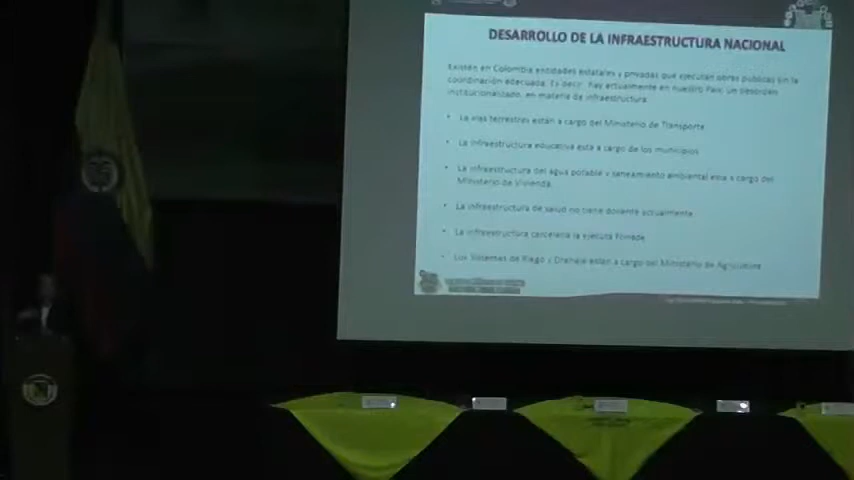 DESARROLLO DE LA INFRAESTRUCTURA NACIONAL
Existen en Colombia entidades estatales y privadas que ejecutan obras públicas sin la
coordinación adecuada. Es decir, hay actualmente en nuestro País, un desorden
institucionalizado, en materia de infraestructura.
• La vías terrestres están a cargo del Ministerio de Transporte
• La infraestructura educativa esta a cargo de los municipios
• La infraestructura del agua potable y saneamiento ambiental esta a cargo del
Ministerio de Vivienda.
• La infraestructura de salud no tiene doliente actualmente
• La infraestructura carcelaria la ejecuta Fonade
• Los Sistemas de Riego y Drenaje están a cargo del Ministerio de Agricultura